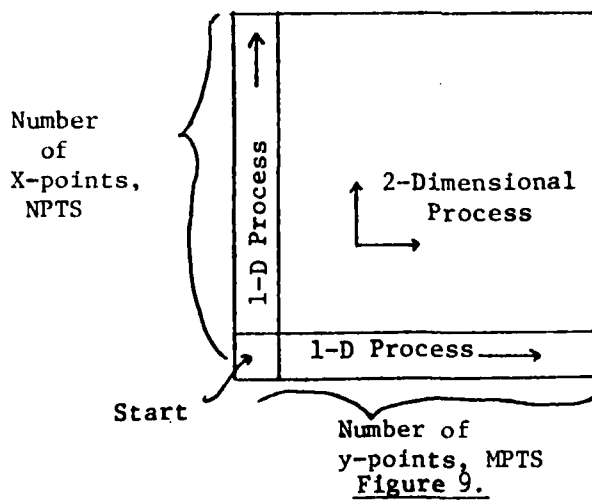 Number
of
X-points,
NPTS
1-D Process
2-Dimensional
Process
1-D Process
Start
Number of
y-points, MPTS
Figure 9.